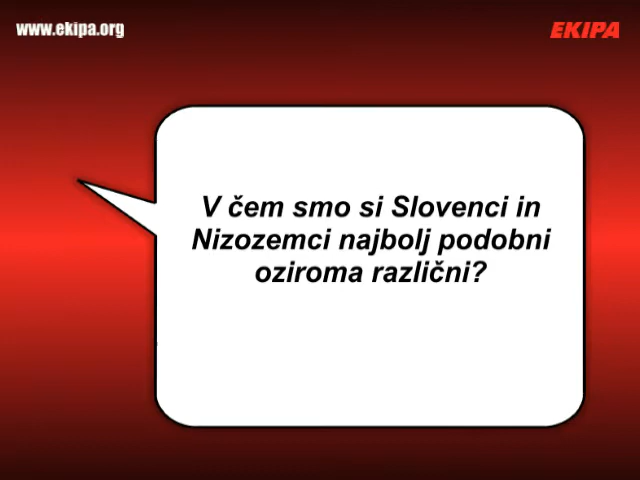 www.ekipa.org
EKIPA
V čem smo si Slovenci in
Nizozemci najbolj podobni
oziroma različni?